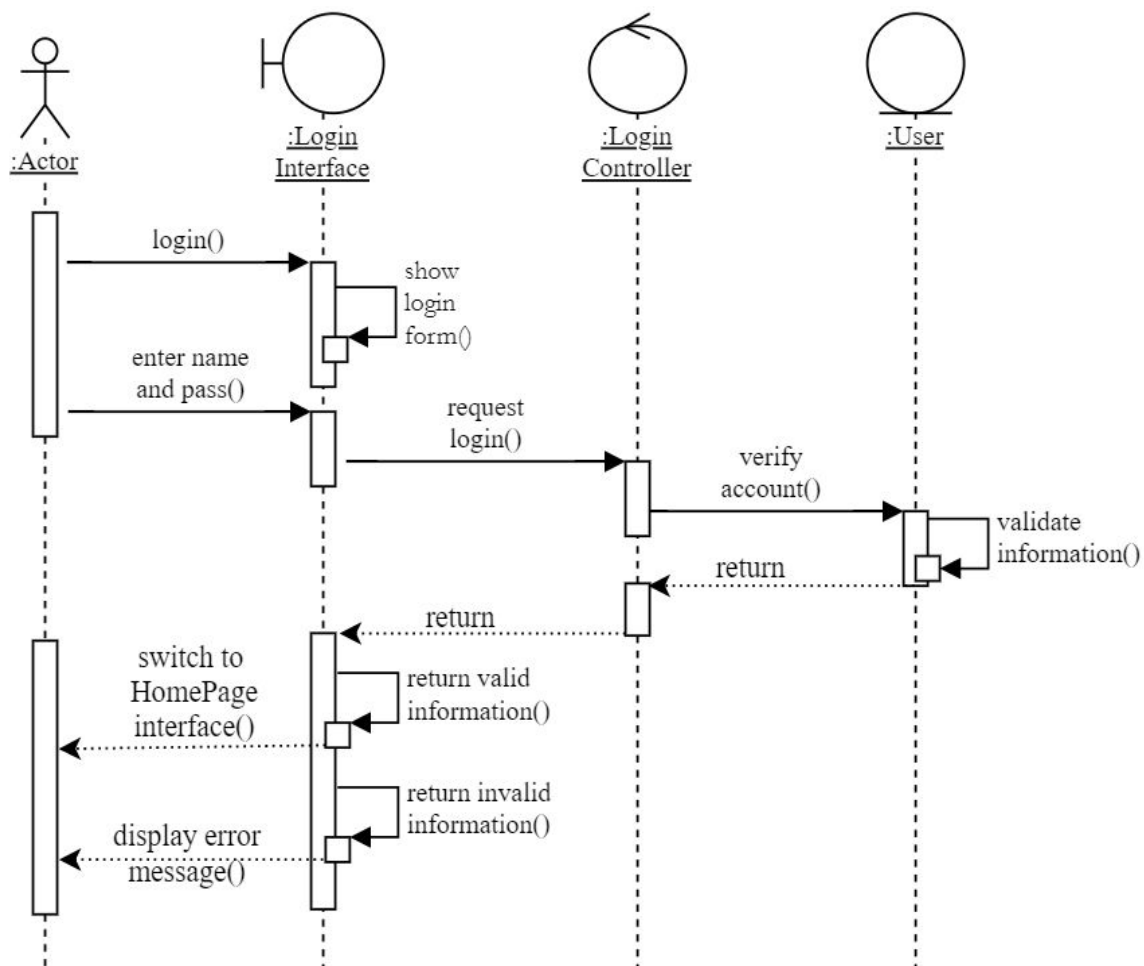 :Actor
:Login
Interface
:Login
Controller
:User
login()
show
login
form()
enter name
and pass()
request
login()
verify
account()
validate
information()
return
return
switch to
HomePage
interface()
return valid
information()
return invalid
information()
display error
message()